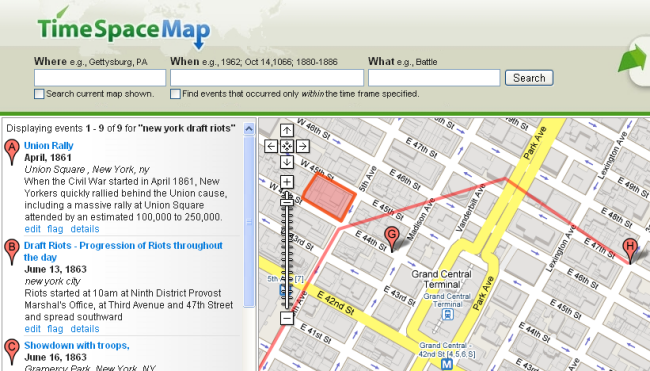 TimeSpaceMap
Where e.g., Gettysburg, PA
When e.g., 1962; Oct 14,1066; 1880-1886
What e.g., Battle
Search
Search current map shown.
Find events that occurred only within the time frame specified.
Displaying events 1 - 9 of 9 for "new york draft riots"
A
Union Rally
April, 1861
Union Square , New York, ny
When the Civil War started in April 1861, New
Yorkers quickly rallied behind the Union cause,
including a massive rally at Union Square
attended by an estimated 100,000 to 250,000.
edit flag details
B
Draft Riots - Progression of Riots throughout
the day
June 13, 1863
new york city
Riots started at 10am at Ninth District Provost
Marshal's Office, at Third Avenue and 47th Street
and spread southward
edit flag details
C
Showdown with troops,
June 16, 1863
Gramercy Park, New York, NY
W 46th St
W 45th St
5th Ave
E 48th St
E 49th St
Park Ave
Lexington Ave
E 46th St
E 45th St
Madison Ave
Vanderbilt Ave
G
E 44th St
E 47th St
H
Grand Central
Terminal
Grand Central
Terminal
Park Ave
Lexington Ave
E 46th St
E 43rd St
E 42nd St
E 41st St
E 45th St
E 44th St
Grand Central -
42nd St [4,5,6,S]
M